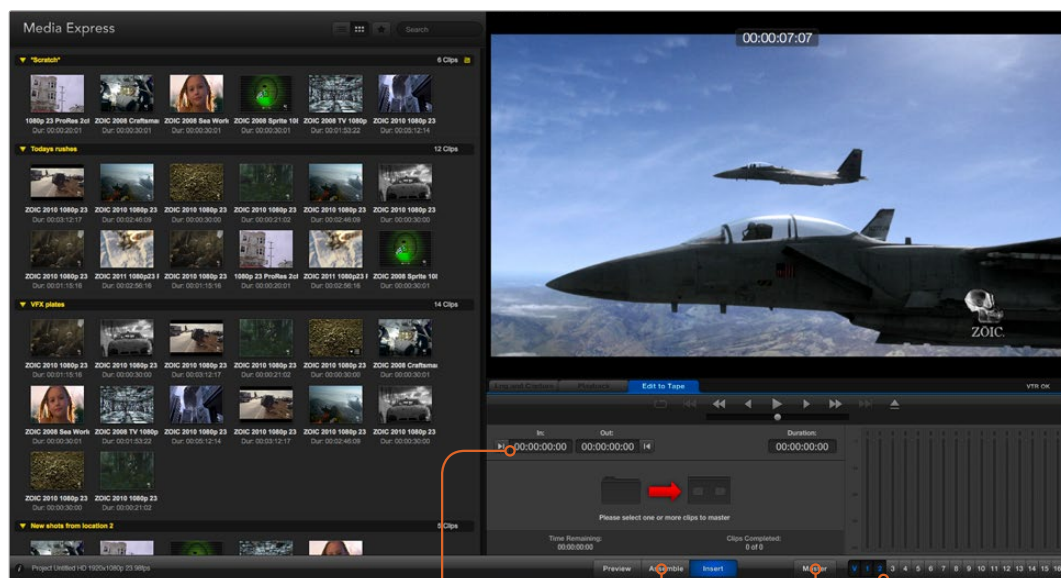 Media Express
Search
00:00:07:07
"Scratch"
6 Clips
1080p 23 ProRes 2cl ZOIC 2008 Craftsma ZOIC 2008 Sea Work ZOIC 2008 Sprite 10 ZOIC 2008 TV 1080p ZOIC 2010 1080p 23
Dur: 00:00:20:01 Dur: 00:00:30:01 Dur: 00:00:30:01 Dur: 00:00:30:01 Dur: 00:01:53:22 Dur: 00:05:12:14
Todays rushes
12 Clips
ZOIC 2010 1080p 23 ZOIC 2010 1080p 23 ZOIC 2010 1080p 23 ZOIC 2010 1080p 23 ZOIC 2010 1080p 23 ZOIC 2010 1080p 23
Dur: 00:03:12:17 Dur: 00:02:46:09 Dur: 00:00:30:00 Dur: 00:00:21:02 Dur: 00:02:46:09 Dur: 00:00:30:00
ZOIC 2010 1080p 23 ZOIC 2011 1080p23 F ZOIC 2010 1080p 23 1080p 23 ProRes 2cl ZOIC 2011 1080p23 F ZOIC 2008 Sprite 10
Dur: 00:01:15:16 Dur: 00:02:56:16 Dur: 00:01:15:16 Dur: 00:00:20:01 Dur: 00:02:56:16 Dur: 00:00:30:01
VFX plates
14 Clips
ZOIC 2010 1080p 23 ZOIC 2010 1080p 23 ZOIC 2010 1080p 23 ZOIC 2010 1080p 23 ZOIC 2010 1080p 23 ZOIC 2008 Craftsma
Dur: 00:01:15:16 Dur: 00:00:30:00 Dur: 00:03:12:17 Dur: 00:00:21:02 Dur: 00:00:30:00 Dur: 00:00:30:01
ZOIC 2008 Sea Work ZOIC 2008 TV 1080p ZOIC 2010 1080p 23 ZOIC 2010 1080p 23 ZOIC 2010 1080p 23 ZOIC 2010 1080p 23
Dur: 00:00:30:01 Dur: 00:01:53:22 Dur: 00:05:12:14 Dur: 00:03:12:17 Dur: 00:02:46:09 Dur: 00:00:30:00
ZOIC 2010 1080p 23 ZOIC 2010 1080p 23
Dur: 00:00:30:00 Dur: 00:00:21:02
New shots from location 2
5 Clips
Project Untitled HD 1920x1080p 23.98fps
ZOIC.
Log and Capture Playback Edit to Tape
VTR OK
In: Out: Duration:
00:00:00:00 00:00:00:00 00:00:00:00
Please select one or more clips to master
Time Remaining: Clips Completed:
00:00:00:00 0 of 0
Preview Assemble Insert Master V 1 2 3 4 5 6 7 8 9 10 11 12 13 14 15 16